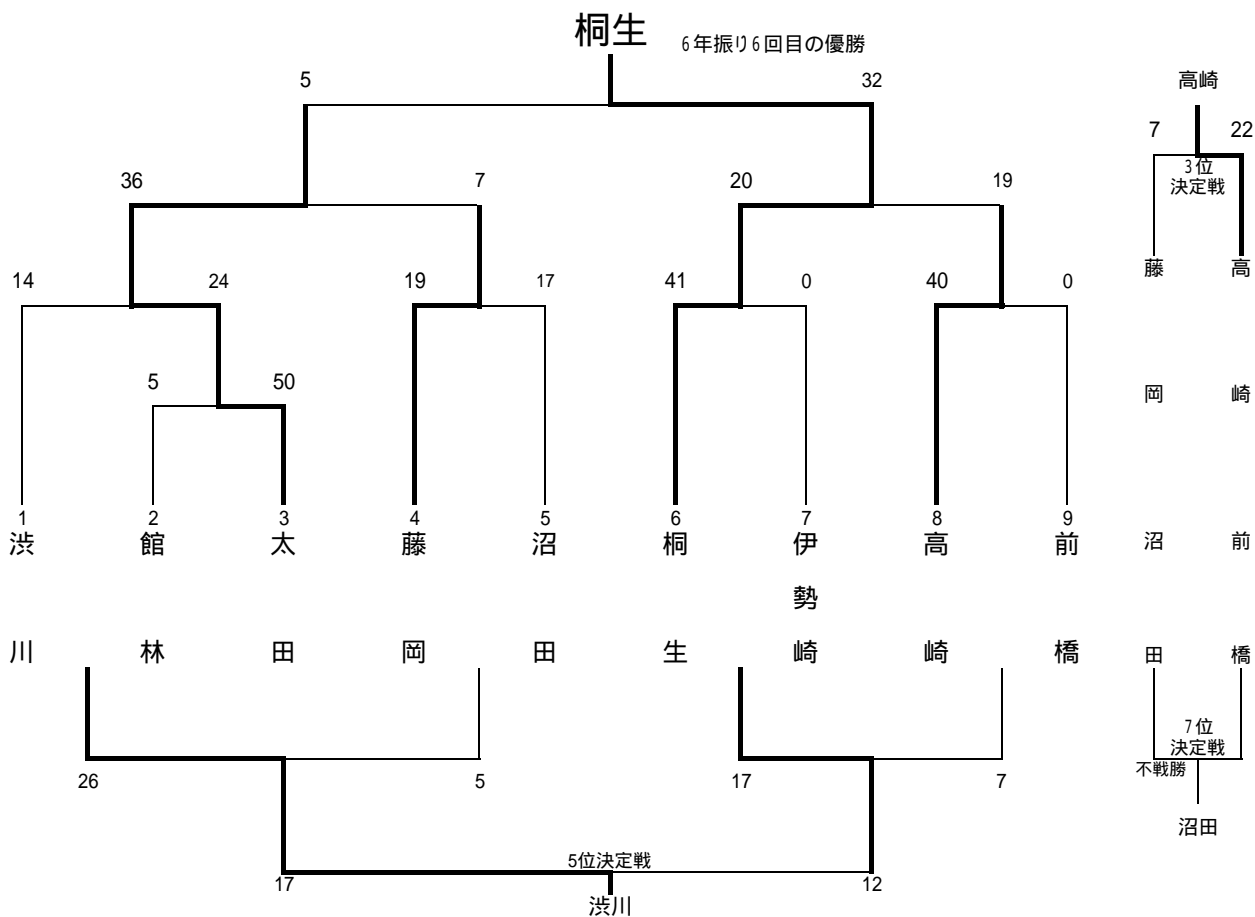 桐生
6年振り6回目の優勝
5 32
高崎
7 22
3位
決定戦
36 7 20 19
藤 高
14 24 19 17 41 0 40 0
5 50
岡 崎
1 2 3 4 5 6 7 8 9
渋 館 太 藤 沼 桐 伊 高 前 沼 前
勢
川 林 田 岡 田 生 崎 崎 橋 田 橋
7位
決定戦
不戦勝
26 5 17 7
沼田
5位決定戦
17 12
渋川